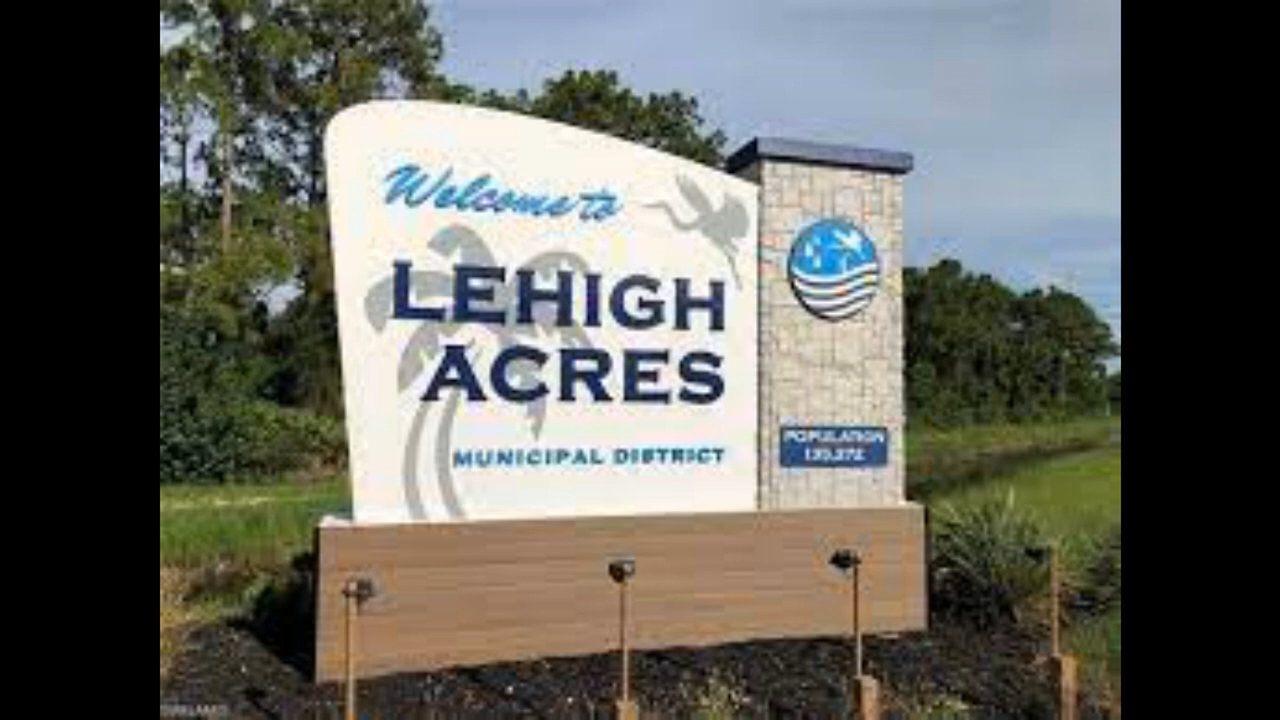 Welcome to
LEHIGH
ACRES
MUNICIPAL DISTRICT
POPULATION